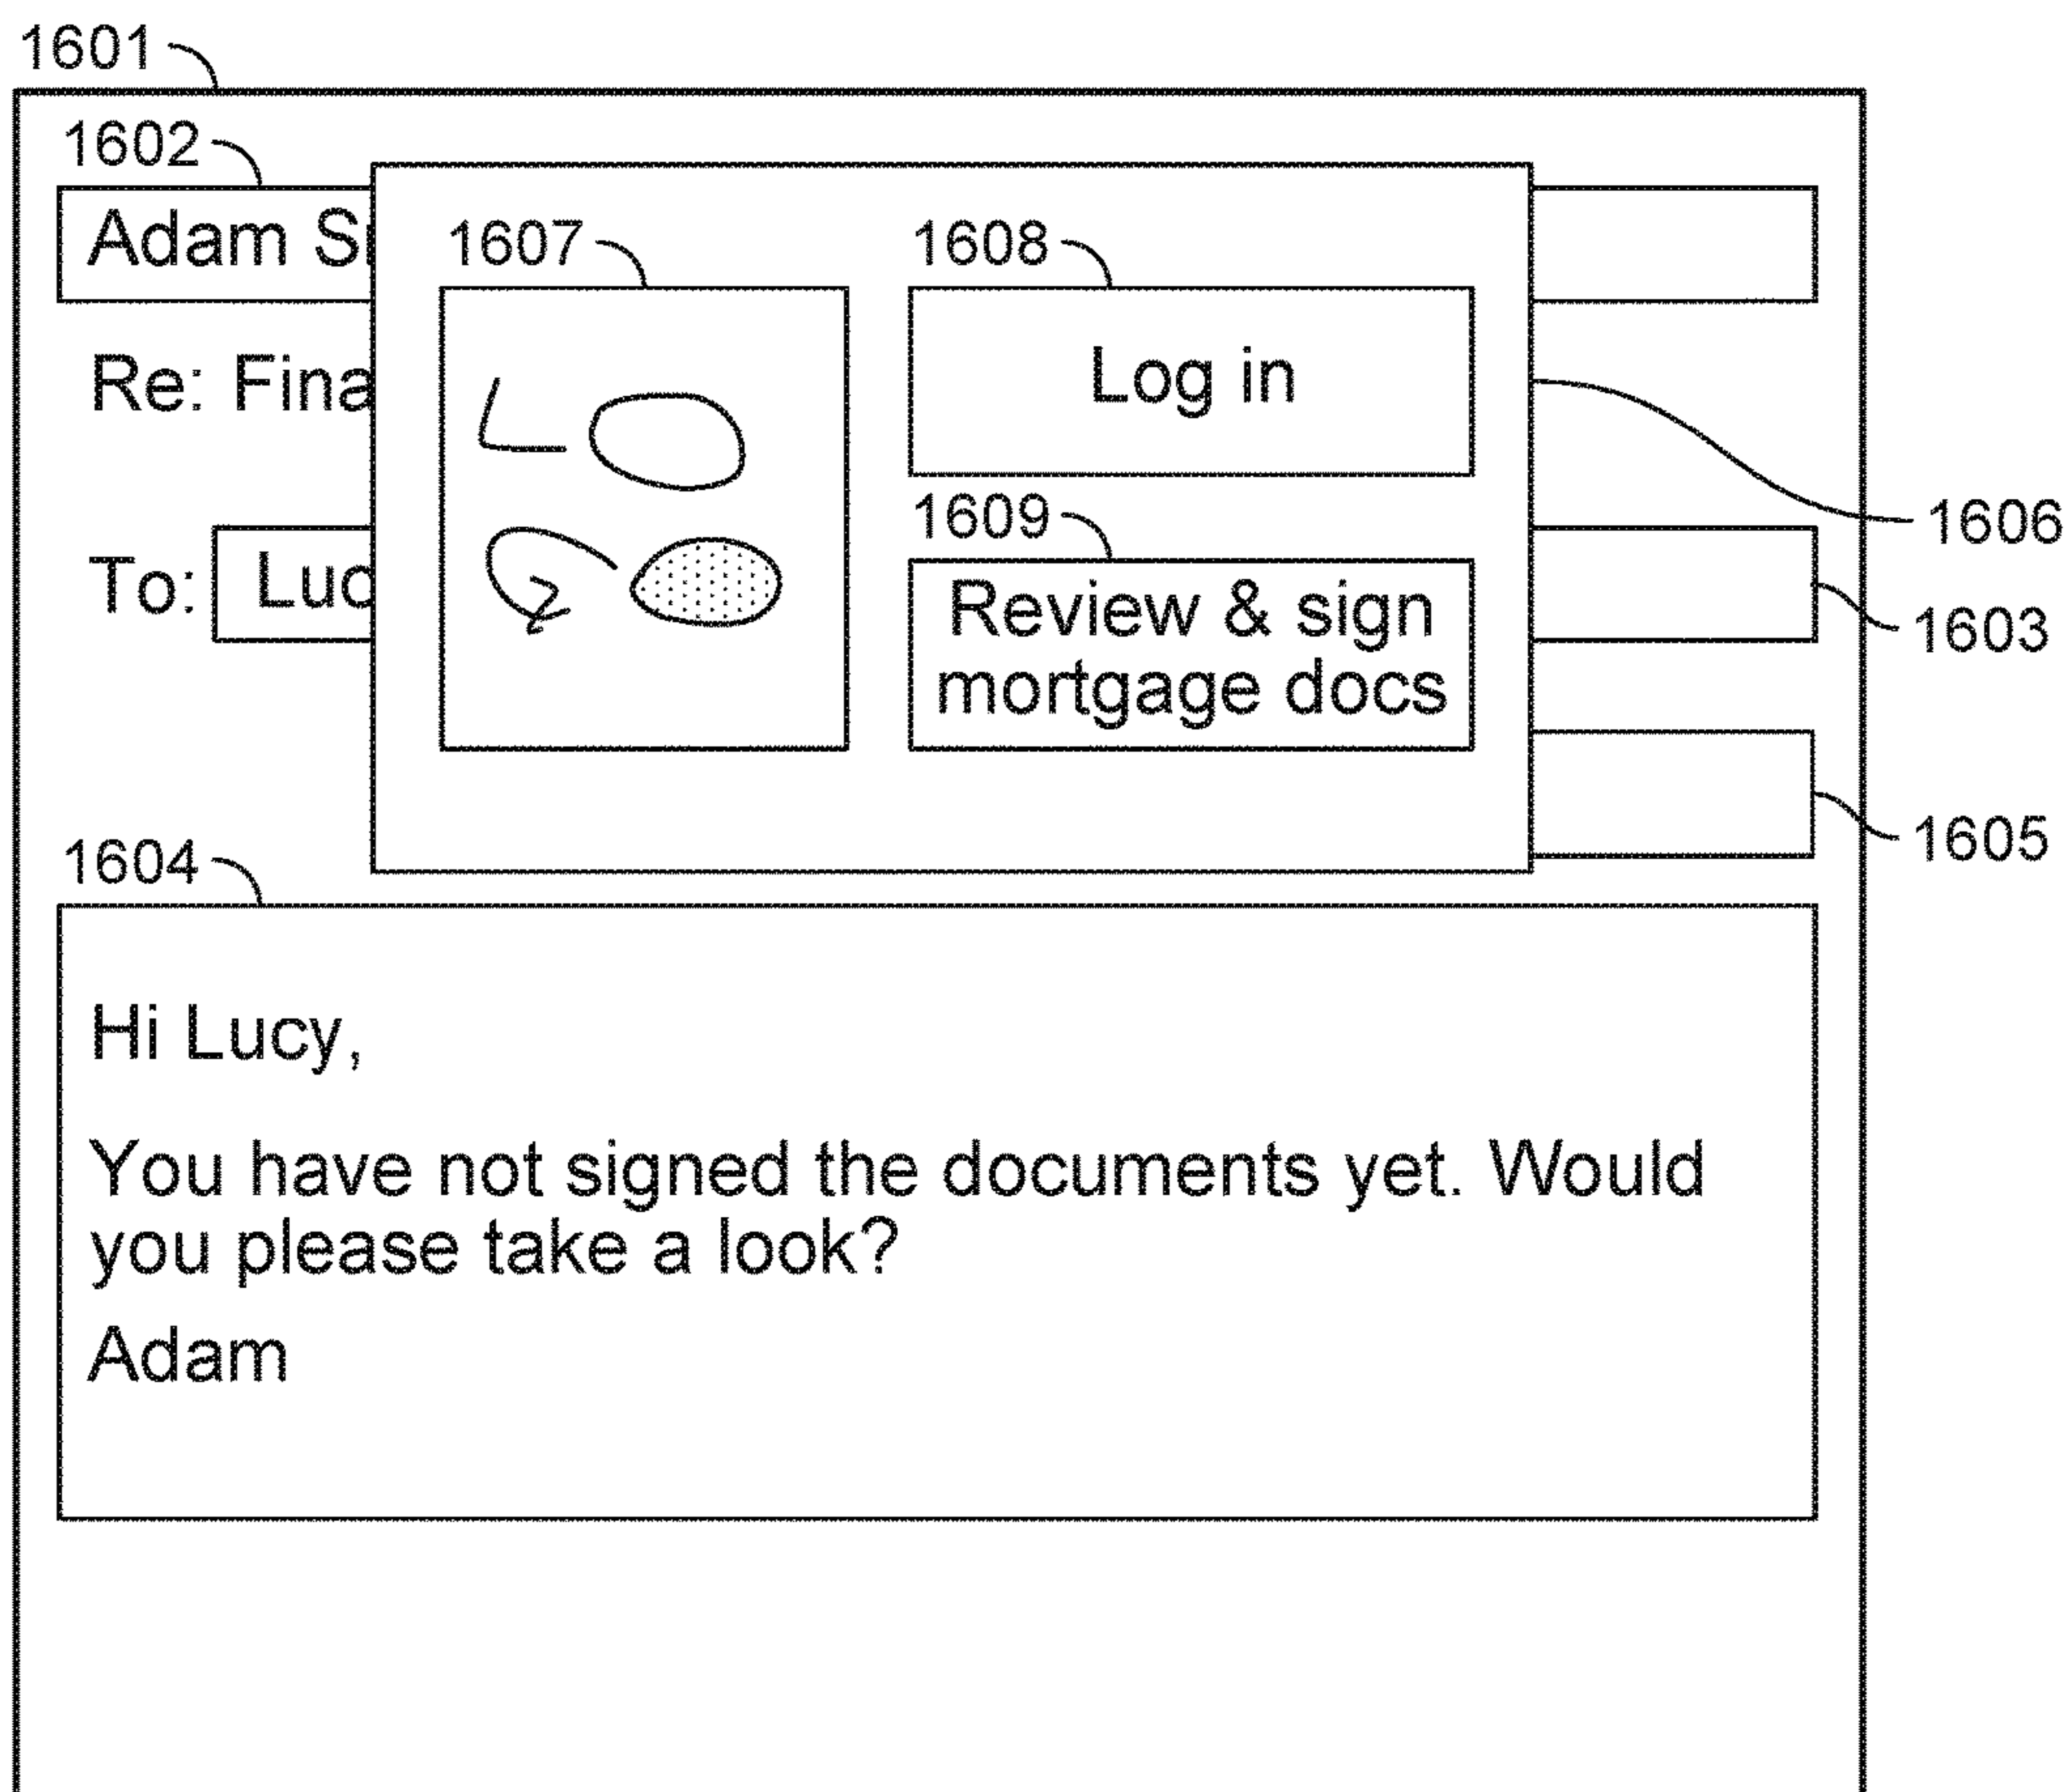 1601
1602
Adam S
1607
1608
Log in
Re: Fina
1606
1609
Review & sign
mortgage docs
To: Luc
1603
1605
1604
Hi Lucy,
You have not signed the documents yet. Would
you please take a look?
Adam